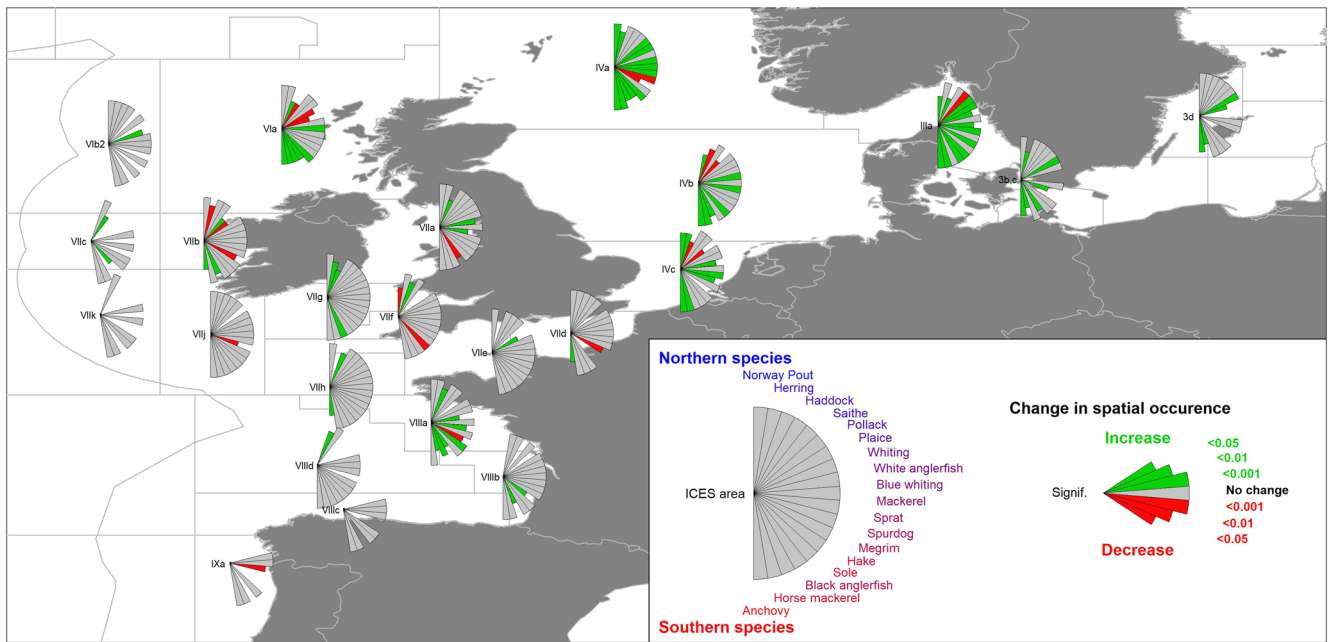 IVa
VIa
IIIa
3d
VIb2
IVb
3b,c
VIIc
VIIb
VIIa
IVc
VIIg
VIIk
VIIj
VIIf
VIId
VIIe
VIIh
VIIIa
VIIId
VIIIb
VIIIc
IXa
Northern species
Norway Pout
Herring
Haddock
Saithe
Pollack
Plaice
Whiting
White anglerfish
Blue whiting
Mackerel
Sprat
Spurdog
Megrim
Hake
Sole
Black anglerfish
Horse mackerel
Anchovy
Southern species
ICES area
Change in spatial occurence
Increase
<0.05
<0.01
<0.001
Signif.
No change
<0.001
<0.01
<0.05
Decrease